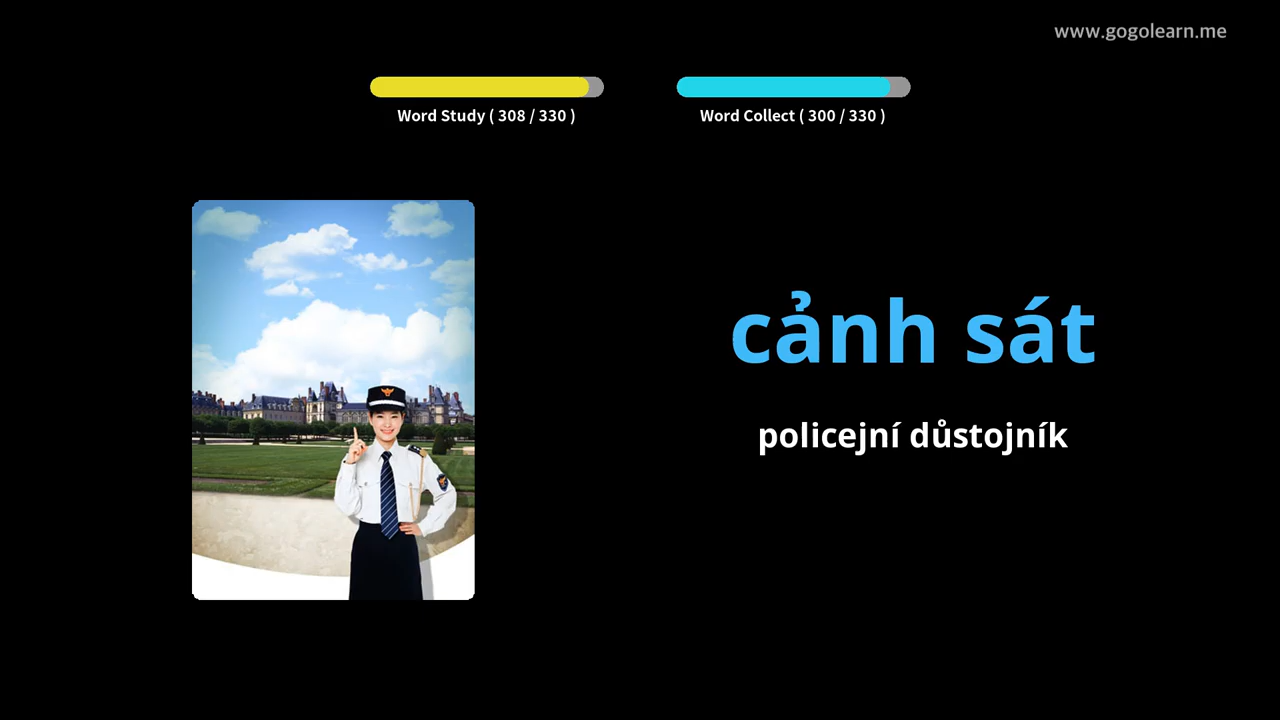 www.gogolearn.me
Word Study ( 308 / 330 )
Word Collect ( 300 / 330 )
cảnh sát
policejní důstojník